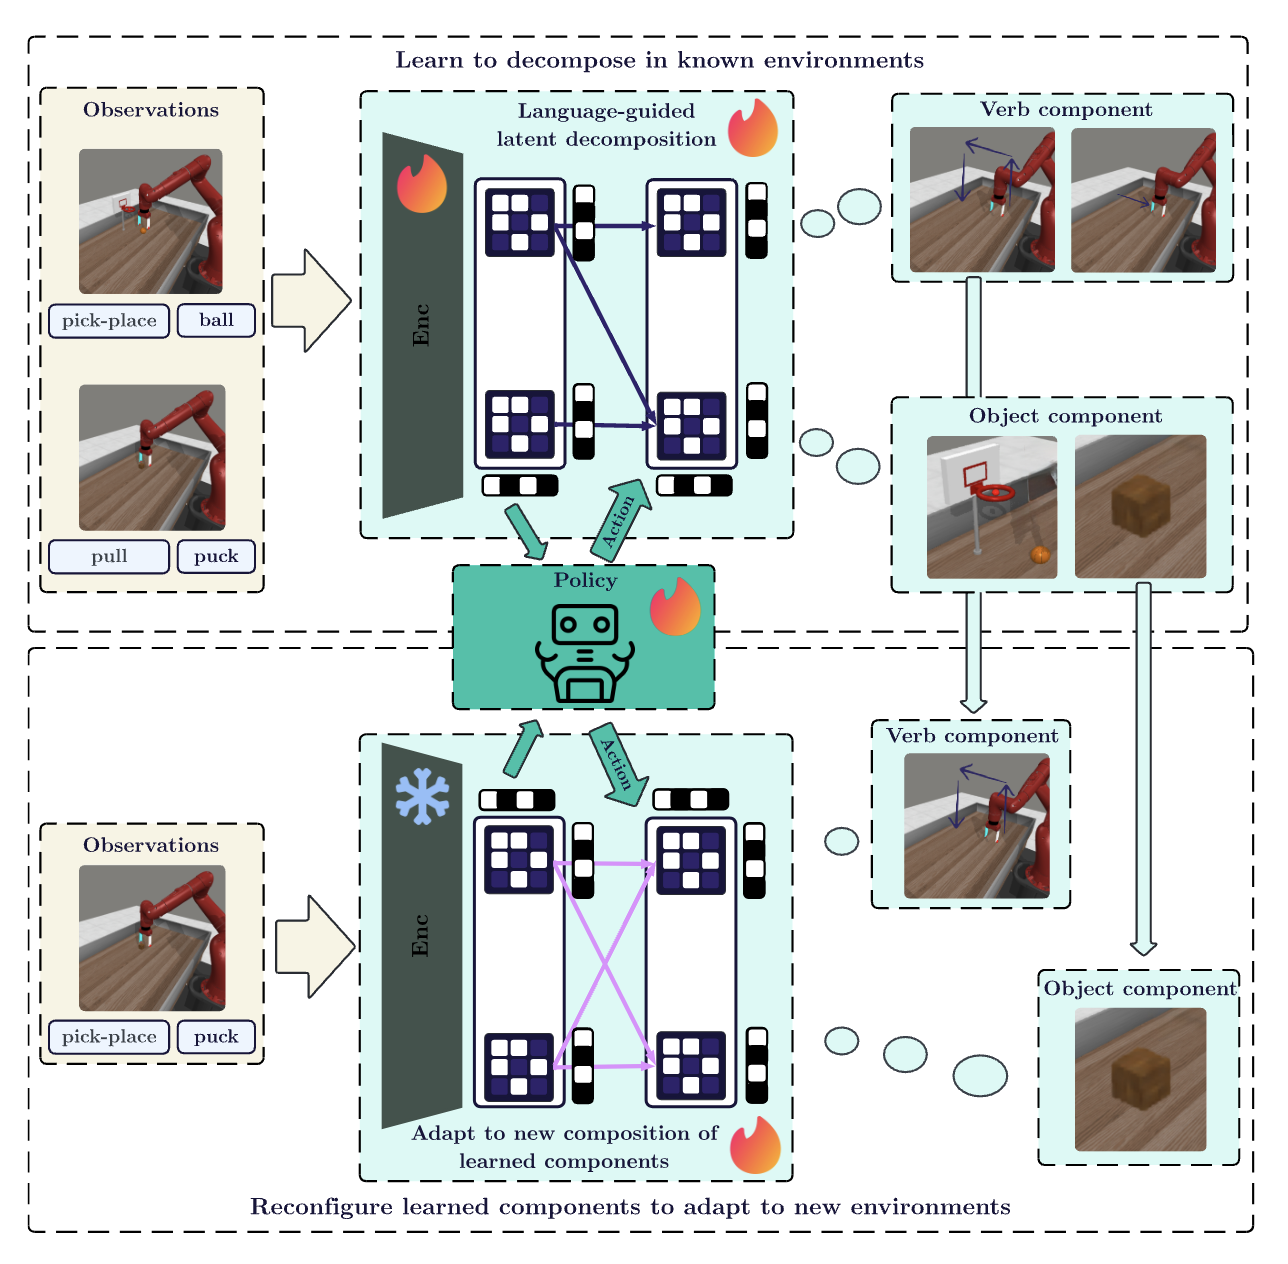 Learn to decompose in known environments
Observations
pick-place
ball
pull
puck
Language-guided
latent decomposition
Enc
Action
Verb component
Object component
Policy
Observations
pick-place
puck
Enc
Action
Adapt to new composition of
learned components
Verb component
Object component
Reconfigure learned components to adapt to new environments